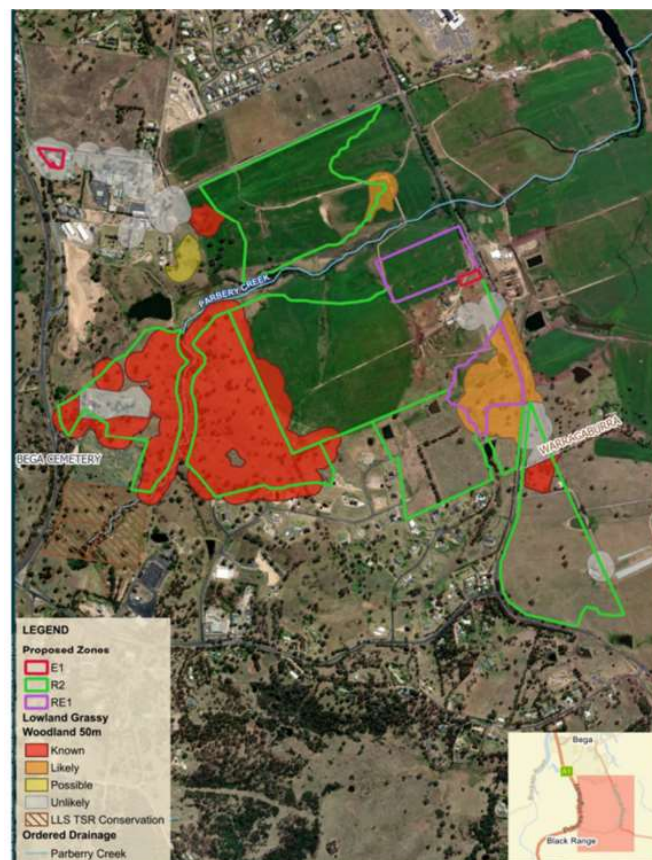 PARBERY CREEK
BEGA CEMETERY
WARRAGABURRA
LEGEND
Proposed Zones
E1
R2
RE1
Lowland Grassy
Woodland 50m
Known
Likely
Possible
Unlikely
LLS TSR Conservation
Ordered Drainage
Parberry Creek
Bega
A1
Black Range